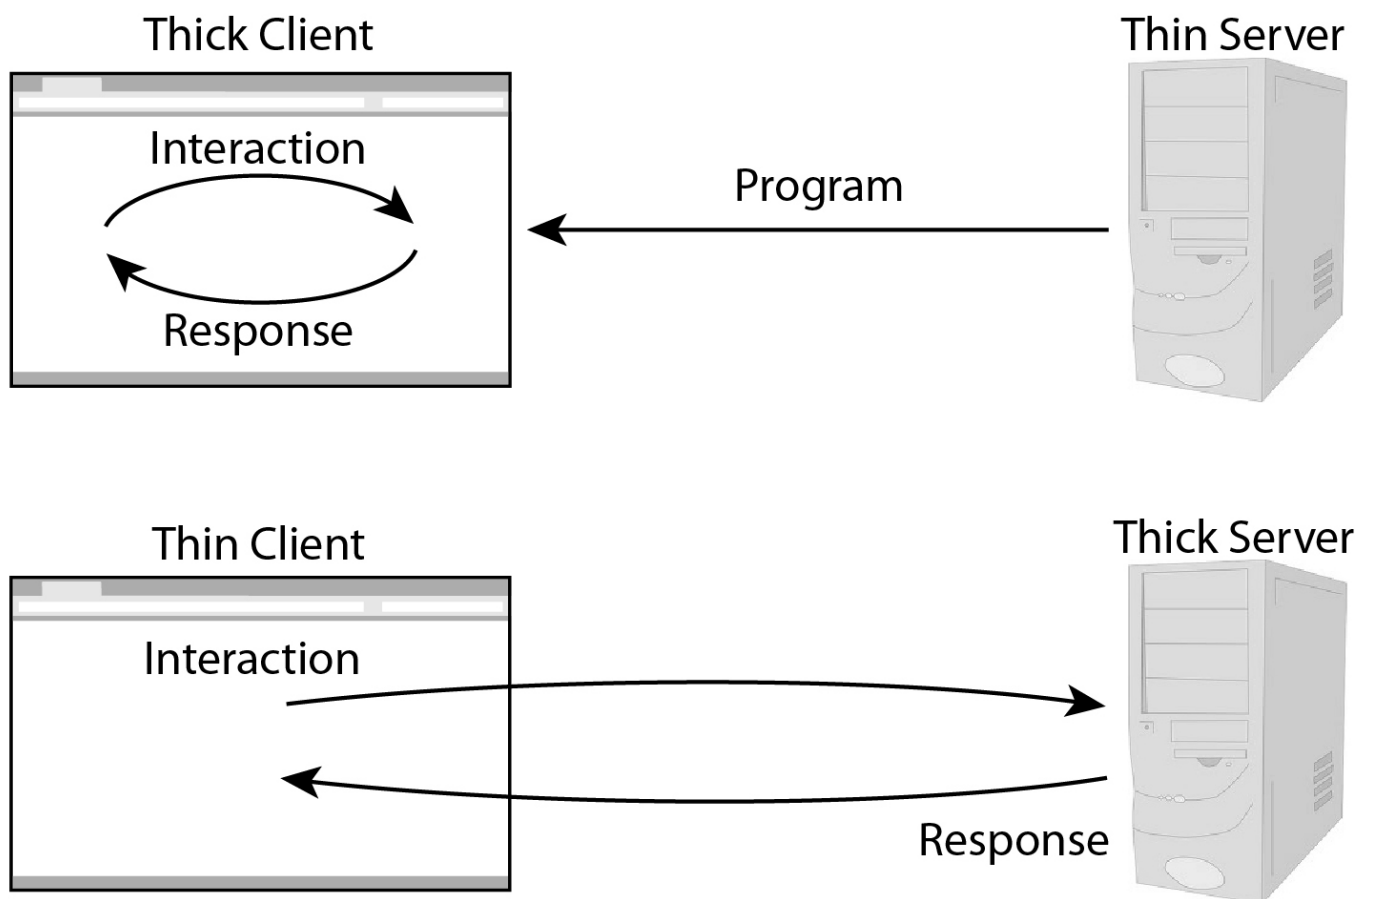 Thick Client
Thin Server
Interaction
Program
Response
Thin Client
Thick Server
Interaction
Response